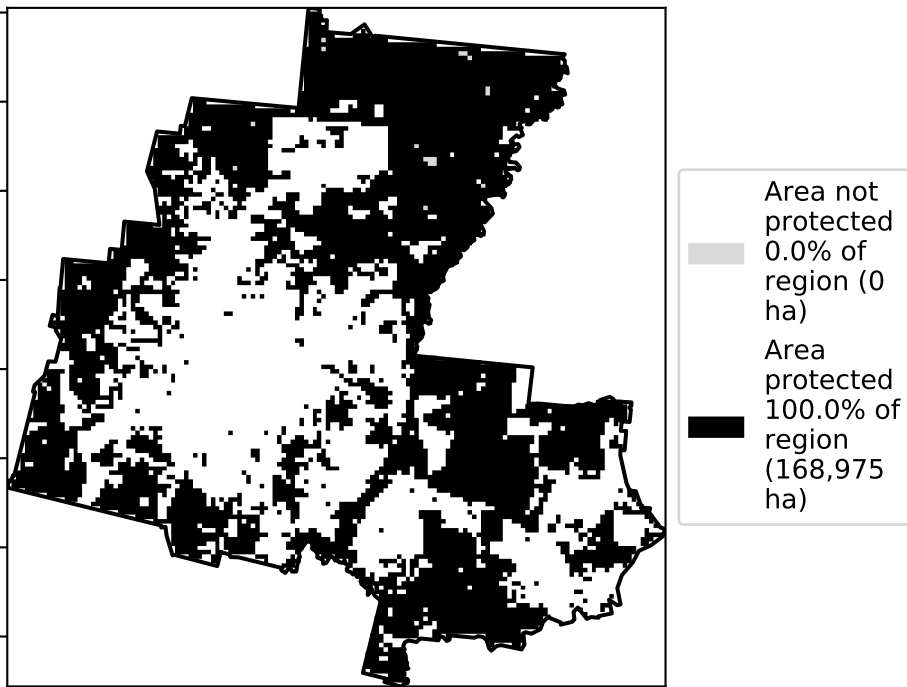 Area not
protected
0.0% of
region (0
ha)
Area
protected
100.0% of
region
(168,975
ha)